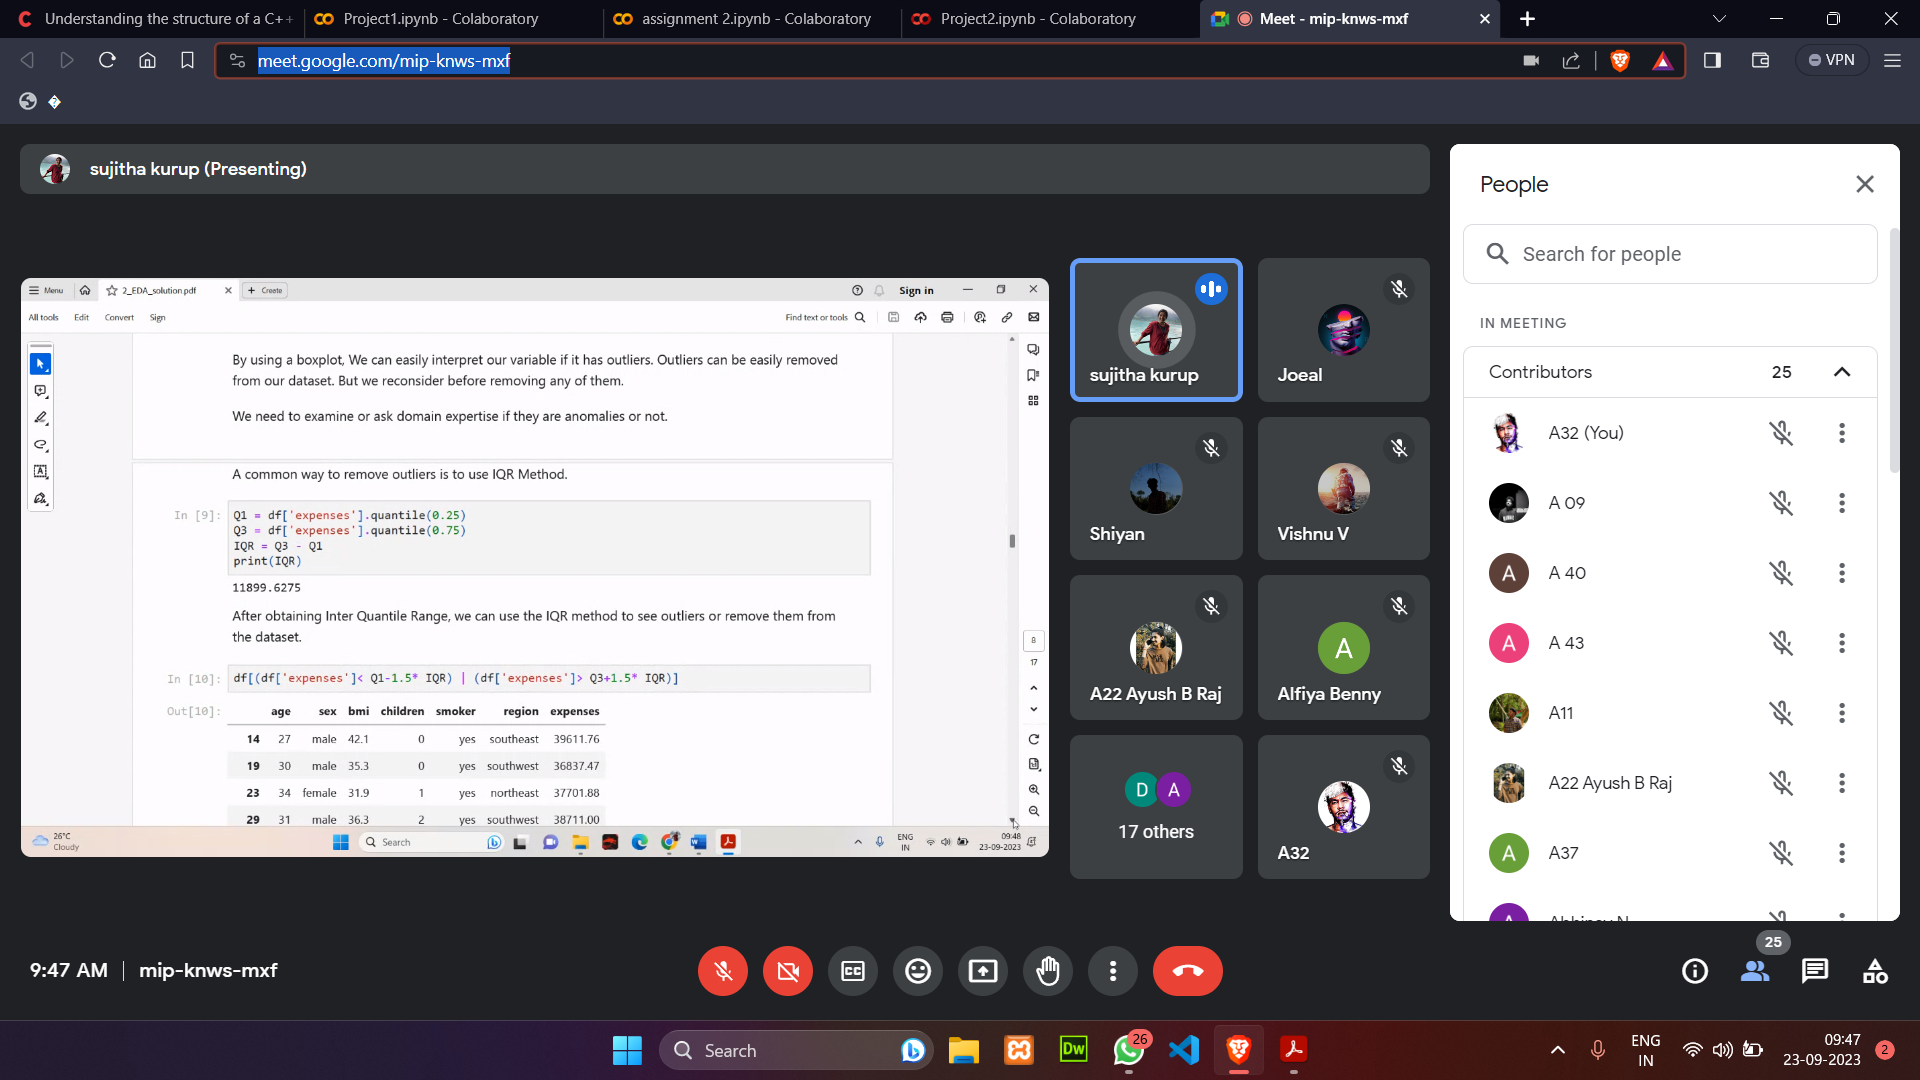 Understanding the structure of a C++
Project1.ipynb - Colaboratory
assignment 2.ipynb - Colaboratory
Project2.ipynb - Colaboratory
Meet - mip-knws-mxf
meet.google.com/mip-knws-mxf
VPN
sujitha kurup (Presenting)
Menu
2_EDA_solution.pdf
Create
Sign in
All tools
Edit
Convert
Sign
Find text or tools
By using a boxplot, We can easily interpret our variable if it has outliers. Outliers can be easily removed
from our dataset. But we reconsider before removing any of them.
We need to examine or ask domain expertise if they are anomalies or not.
A common way to remove outliers is to use IQR Method.
In [9]:
Q1 = df['expenses'].quantile(0.25)
Q3 = df['expenses'].quantile(0.75)
IQR = Q3 - Q1
print(IQR)
11899.6275
After obtaining Inter Quantile Range, we can use the IQR method to see outliers or remove them from
the dataset.
In [10]:
df[(df['expenses']< Q1-1.5* IQR) | (df['expenses']> Q3+1.5* IQR)]
Out[10]:
age sex bmi children smoker region expenses
14 27 male 42.1 0 yes southeast 39611.76
19 30 male 35.3 0 yes southwest 36837.47
23 34 female 31.9 1 yes northeast 37701.88
29 31 male 36.3 2 yes southwest 38711.00
8
17
26°C
Cloudy
Search
ENG
IN
09:48
23-09-2023
sujitha kurup
Joeal
Shiyan
Vishnu V
A22 Ayush B Raj
A
Alfiya Benny
D
A
17 others
A32
People
Search for people
IN MEETING
Contributors
25
A32 (You)
A 09
A
A 40
A
A 43
A11
A22 Ayush B Raj
A
A37
9:47 AM
mip-knws-mxf
CC
25
Search
Dw
26
ENG
IN
09:47
23-09-2023
2